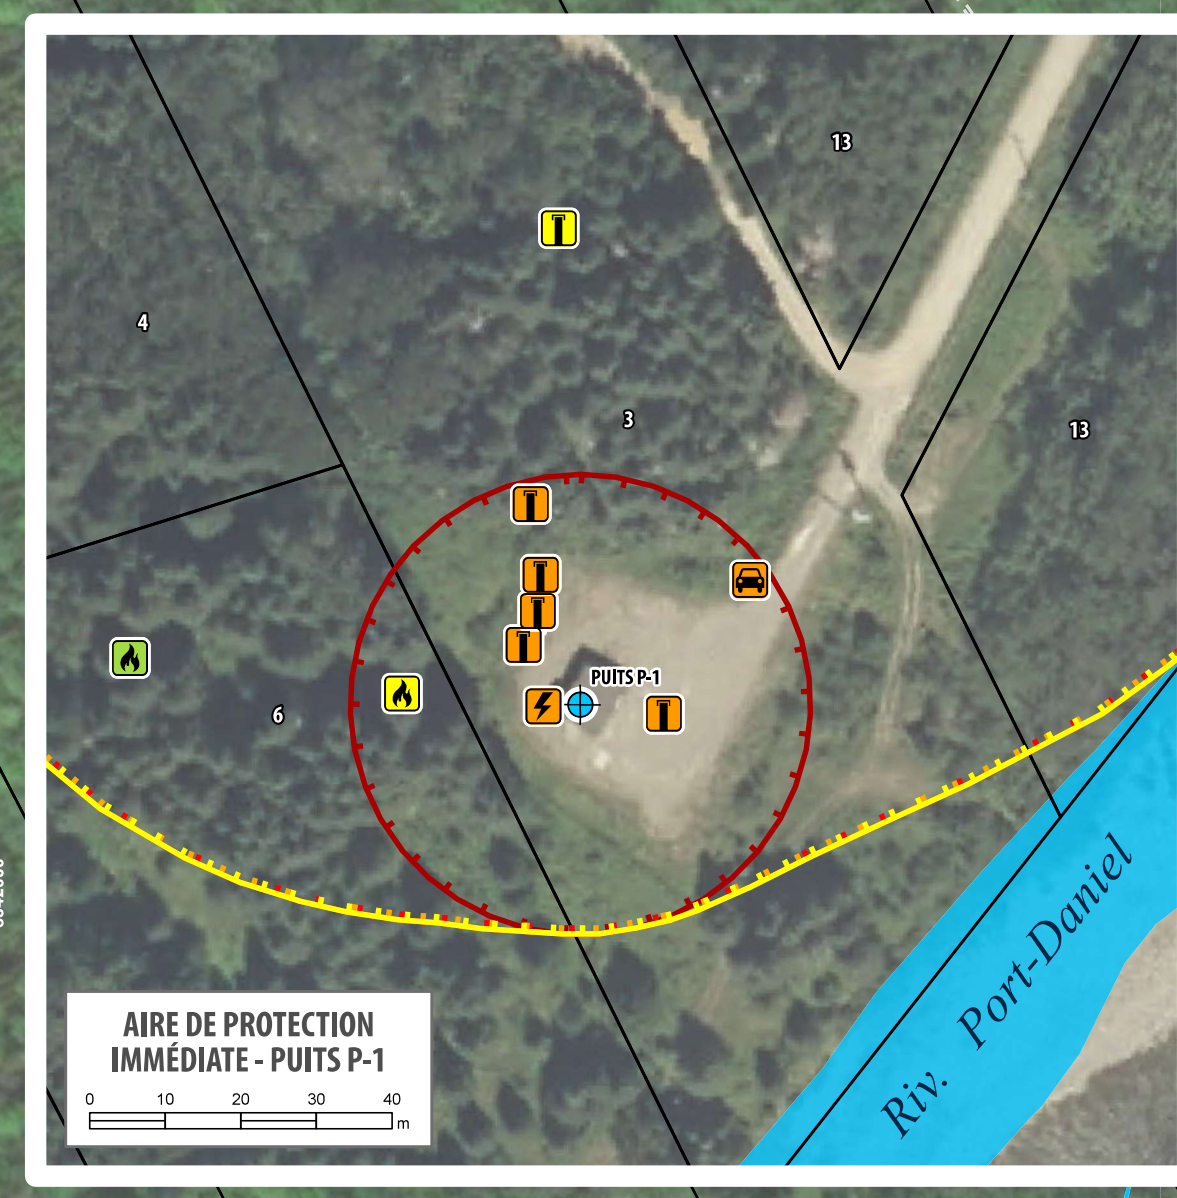 13
4
3
13
PUITS P-1
6
Riv. Port-Daniel
AIRE DE PROTECTION
IMMÉDIATE - PUITS P-1
0 10 20 30 40
m